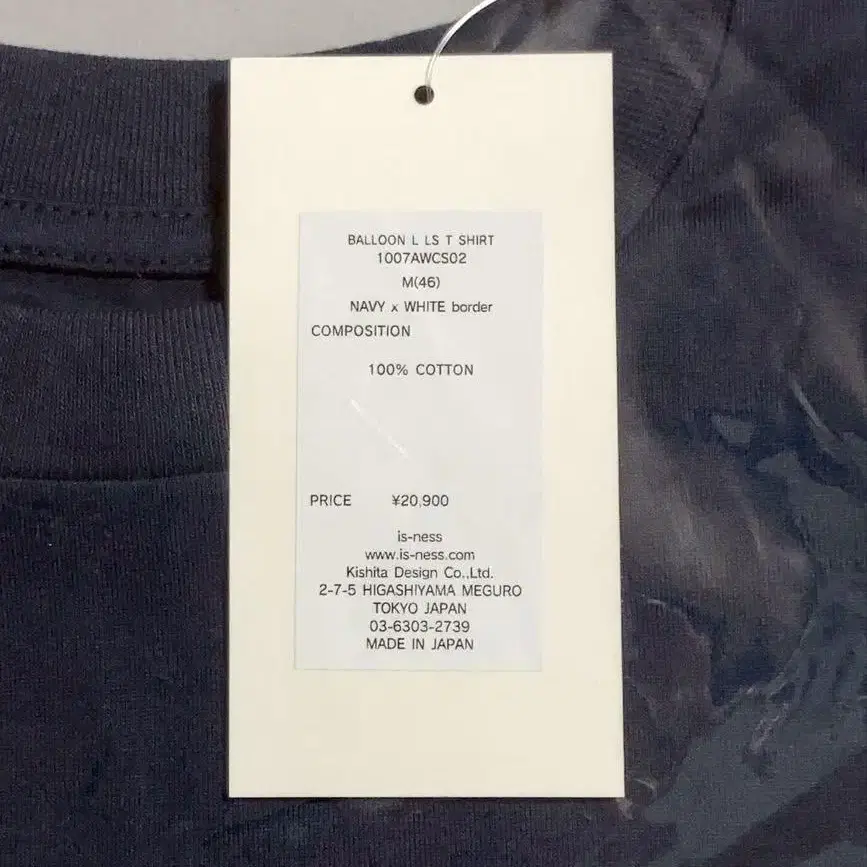 BALLOON L LS T SHIRT
1007AWCS02
M(46)
NAVY x WHITE border
COMPOSITION
100% COTTON
PRICE ¥20,900
is-ness
www.is-ness.com
Kishita Design Co.,Ltd.
2-7-5 HIGASHIYAMA MEGURO
TOKYO JAPAN
03-6303-2739
MADE IN JAPAN